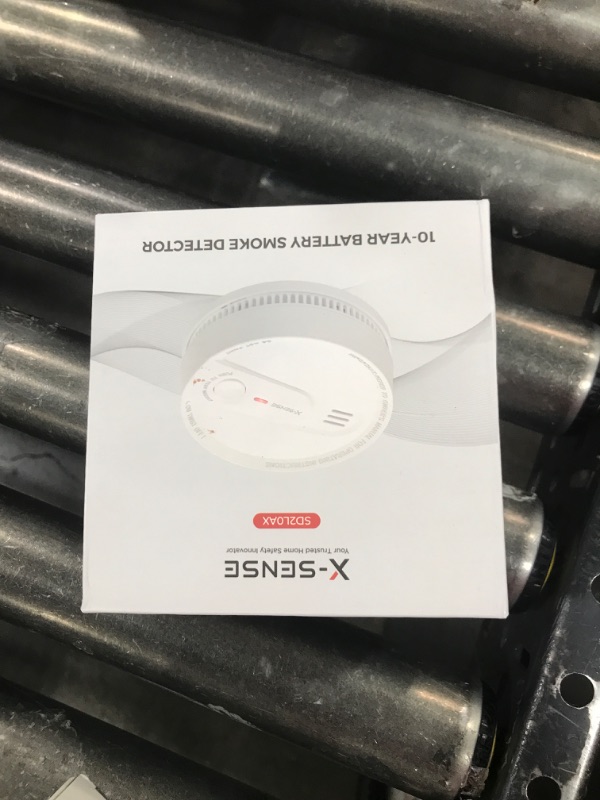 X-SENSE
Your Trusted Home Safety Innovator
SD2L0AX
10-YEAR BATTERY SMOKE DETECTOR